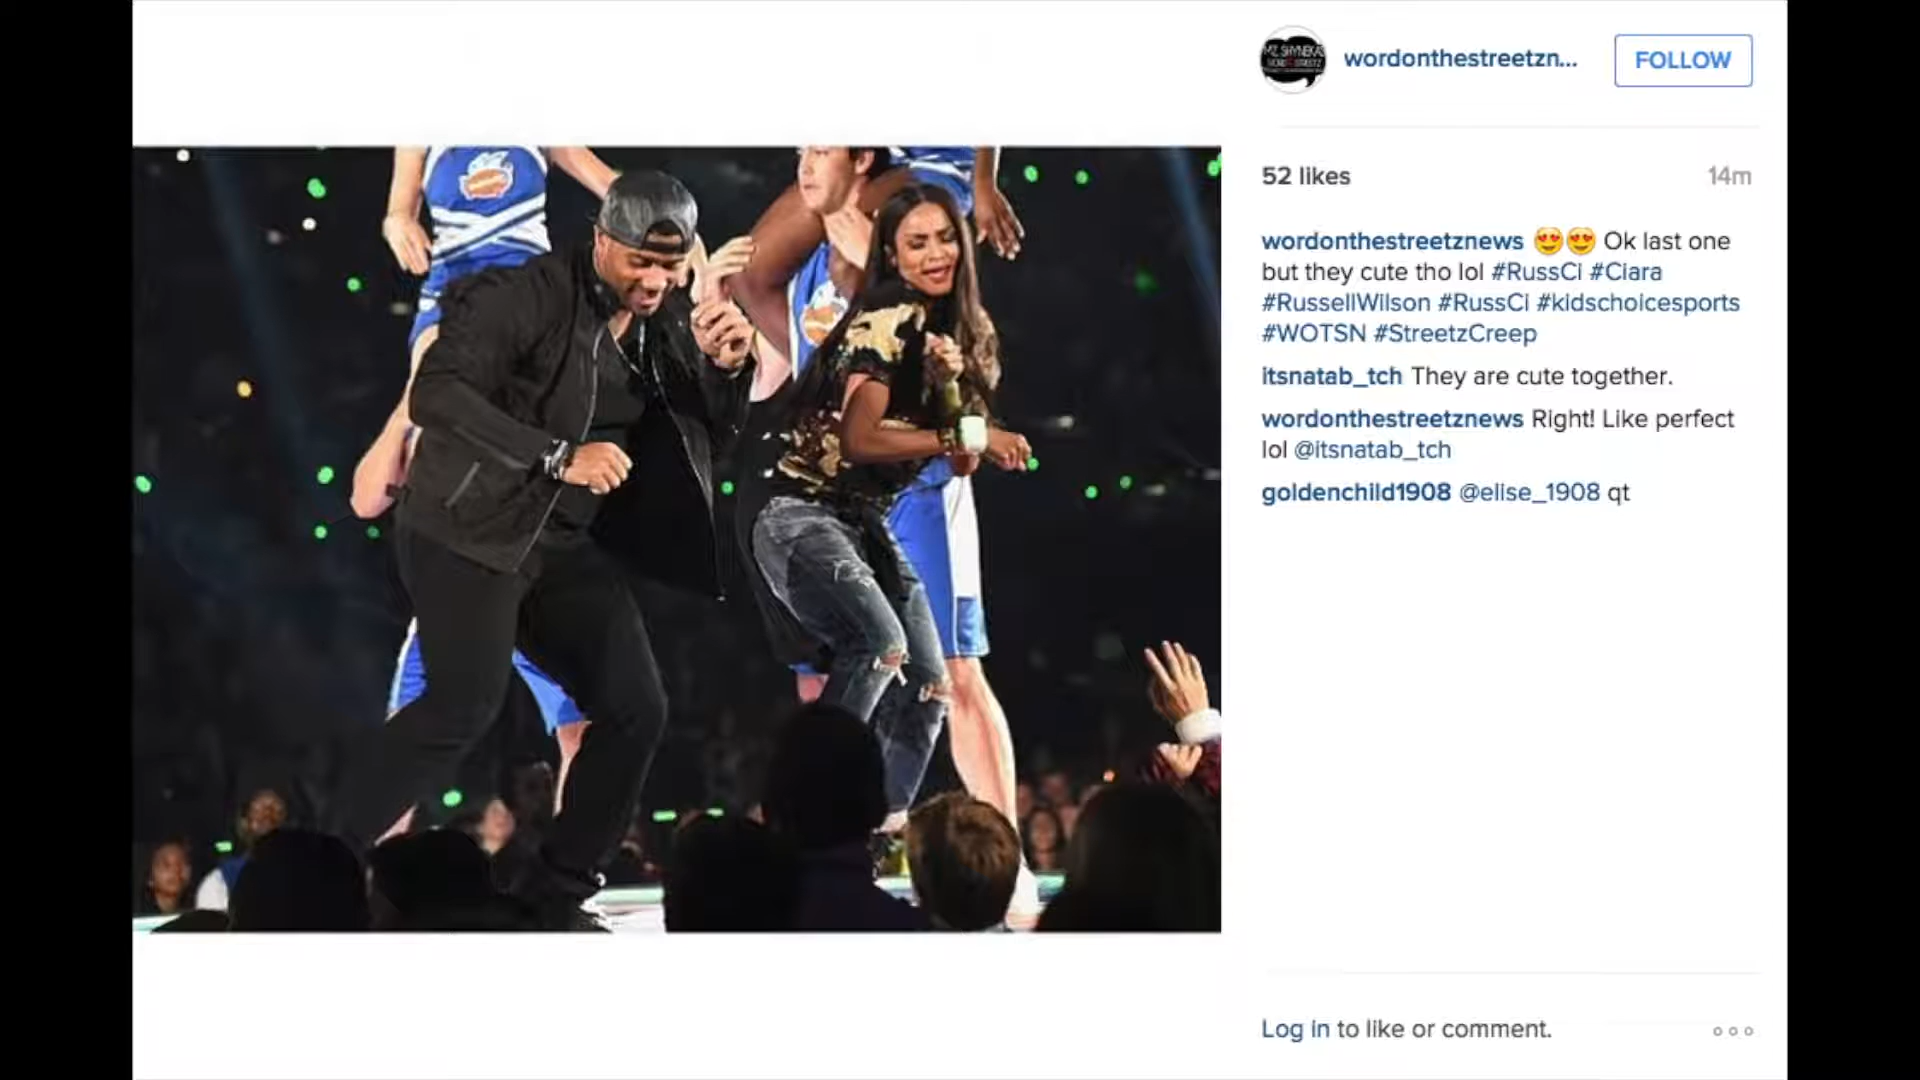 MZ SHYNEKA'S
wordonthestreetzn...
FOLLOW
52 likes
14m
wordonthestreetznews 😍😍 Ok last one
but they cute tho lol #RussCi #Ciara
#RussellWilson #RussCi #kidschoicesports
#WOTSN #StreetzCreep
itsnatab_tch They are cute together.
wordonthestreetznews Right! Like perfect
lol @itsnatab_tch
goldenchild1908 @elise_1908 qt
Log in to like or comment.